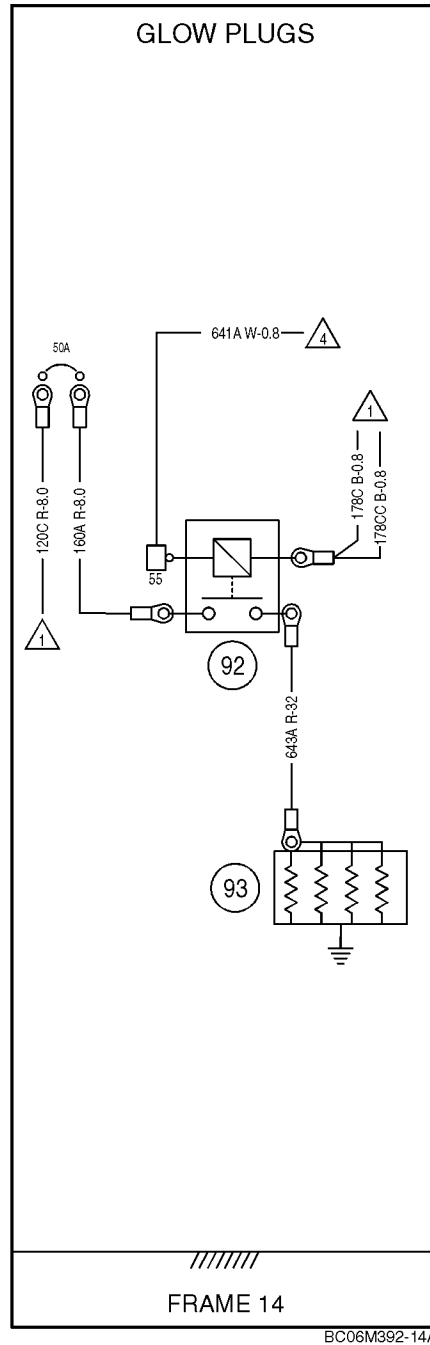 GLOW PLUGS
641A W-0.8
4
50A
1
120C R-8.0
160A R-8.0
178C B-0.8
178CC B-0.8
55
1
92
643A R-32
93
FRAME 14
BC06M392-14A